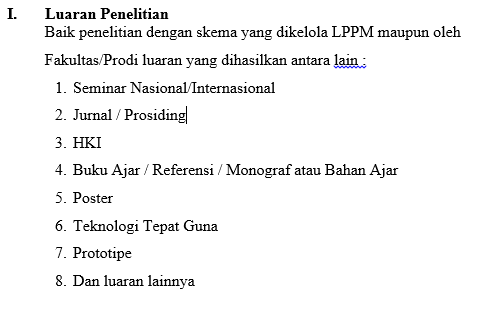 I. Luaran Penelitian
Baik penelitian dengan skema yang dikelola LPPM maupun oleh
Fakultas/Prodi luaran yang dihasilkan antara lain :
1. Seminar Nasional/Internasional
2. Jurnal / Prosiding
3. HKI
4. Buku Ajar / Referensi / Monograf atau Bahan Ajar
5. Poster
6. Teknologi Tepat Guna
7. Prototipe
8. Dan luaran lainnya